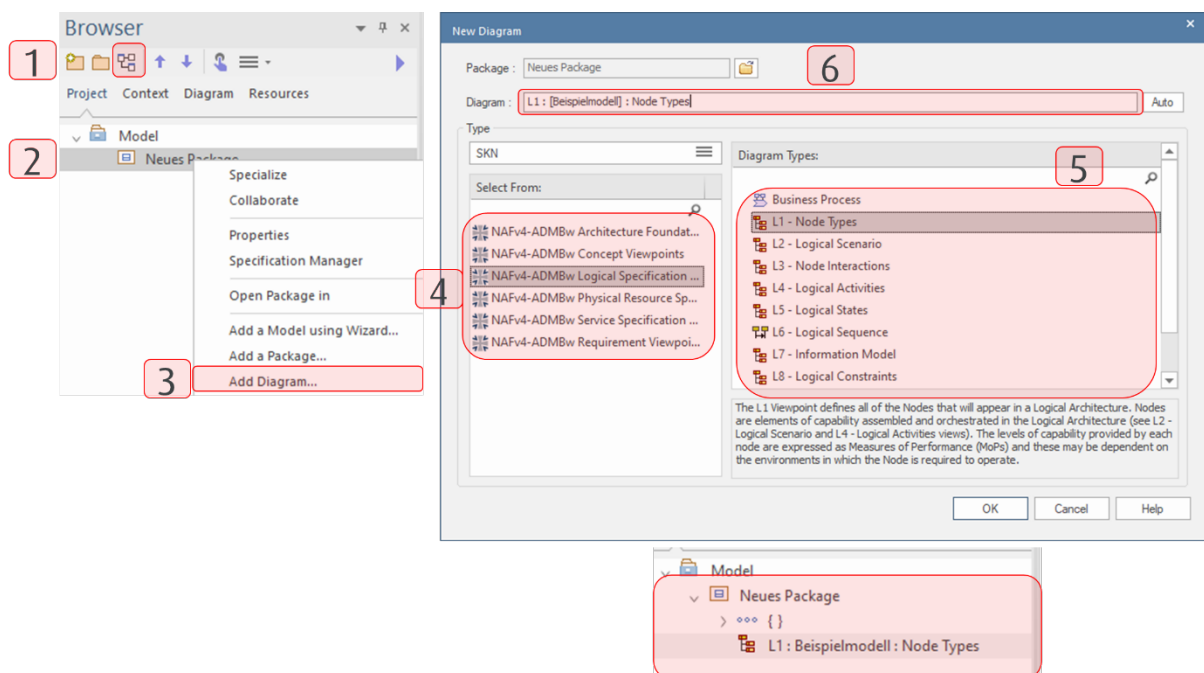 Browser
1
Project Context Diagram Resources
Model
2
Neues Package
Specialize
Collaborate
Properties
Specification Manager
Open Package in
Add a Model using Wizard...
Add a Package...
3
Add Diagram...
New Diagram
Package : Neues Package
6
Diagram : L1 : [Beispielmodell] : Node Types
Auto
Type
SKN
Select From:
4
NAFv4-ADMBw Architecture Foundat...
NAFv4-ADMBw Concept Viewpoints
NAFv4-ADMBw Logical Specification ...
NAFv4-ADMBw Physical Resource Sp...
NAFv4-ADMBw Service Specification ...
NAFv4-ADMBw Requirement Viewpoi...
Diagram Types:
5
Business Process
L1 - Node Types
L2 - Logical Scenario
L3 - Node Interactions
L4 - Logical Activities
L5 - Logical States
L6 - Logical Sequence
L7 - Information Model
L8 - Logical Constraints
The L1 Viewpoint defines all of the Nodes that will appear in a Logical Architecture. Nodes
are elements of capability assembled and orchestrated in the Logical Architecture (see L2 -
Logical Scenario and L4 - Logical Activities views). The levels of capability provided by each
node are expressed as Measures of Performance (MoPs) and these may be dependent on
the environments in which the Node is required to operate.
OK Cancel Help
Model
Neues Package
{ }
L1 : Beispielmodell : Node Types